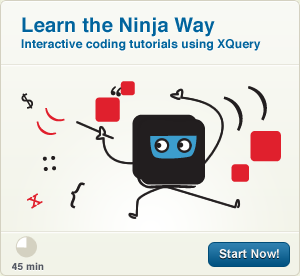 Learn the Ninja Way
Interactive coding tutorials using XQuery
“
$
::
x
{
45 min
Start Now!